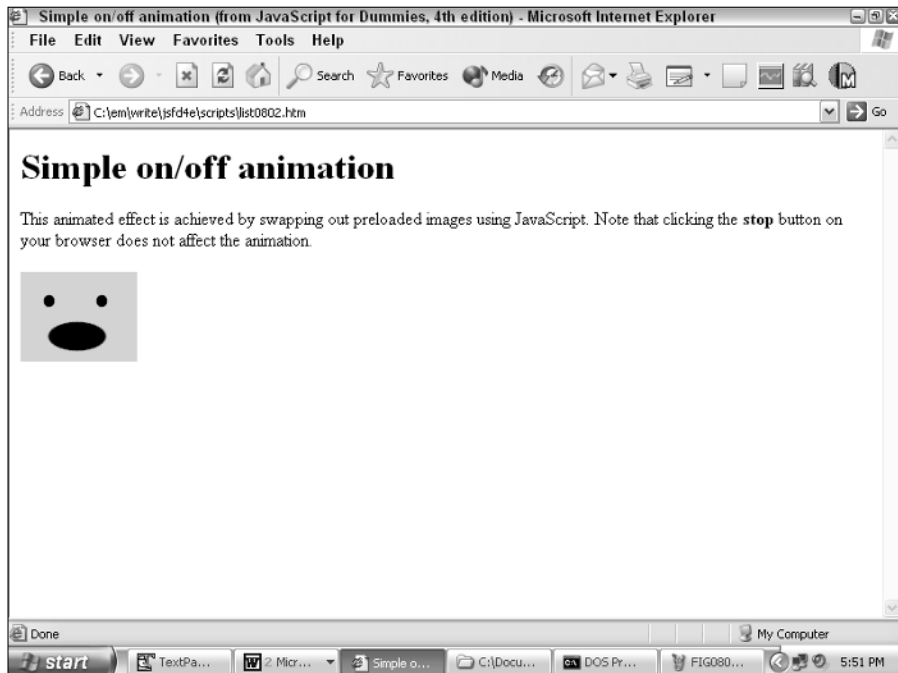 Simple on/off animation (from JavaScript for Dummies, 4th edition) - Microsoft Internet Explorer
File Edit View Favorites Tools Help
Back Search Favorites Media
Address C:\em\write\jsfd4e\scripts\list0802.htm Go
Simple on/off animation
This animated effect is achieved by swapping out preloaded images using JavaScript. Note that clicking the stop button on
your browser does not affect the animation.
Done My Computer
start TextPa... 2 Micr... Simple o... C:\Docu... DOS Pr... FIG080... 5:51 PM